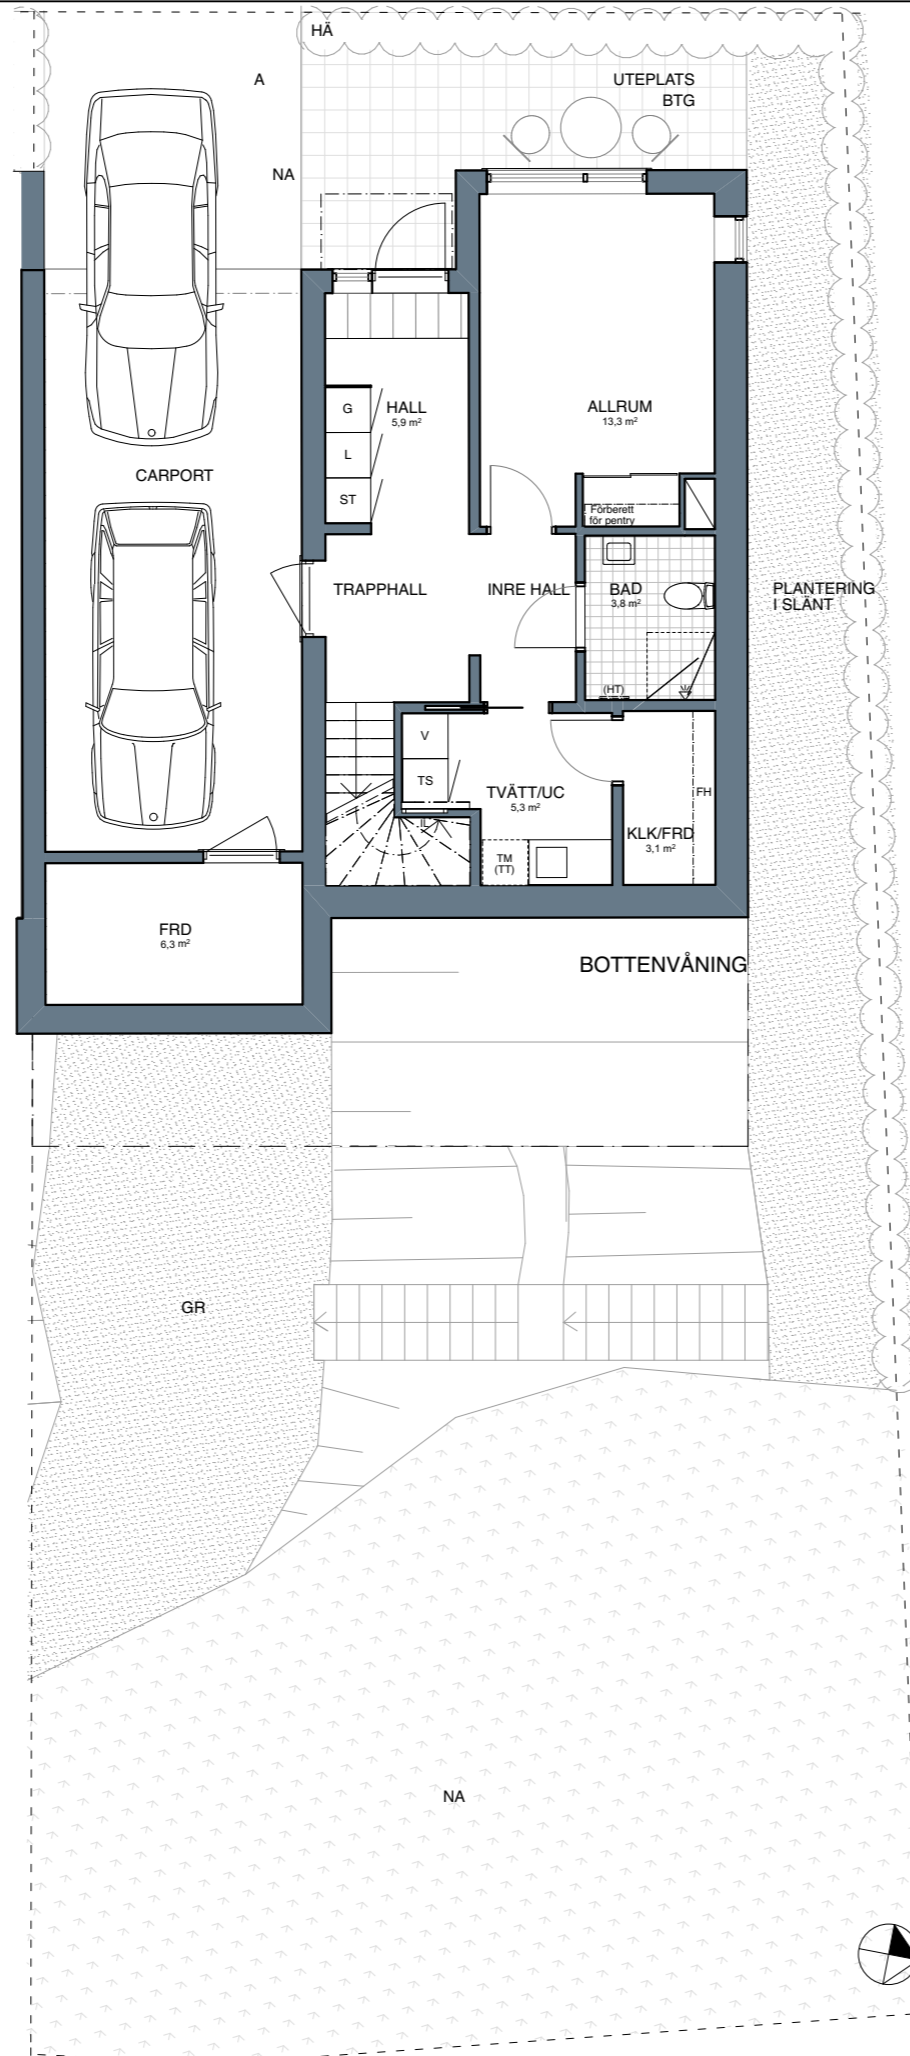 HÄ
A
UTEPLATS
BTG
NA
G
HALL
5,9 m²
ALLRUM
13,3 m²
L
CARPORT
ST
Förberett
för pentry
TRAPPHALL
INRE HALL
BAD
3,8 m²
PLANTERING
I SLÄNT
(HT)
V
TS
TVÄTT/UC
5,3 m²
FH
KLK/FRD
3,1 m²
TM
(TT)
FRD
6,3 m²
BOTTENVÅNING
GR
NA